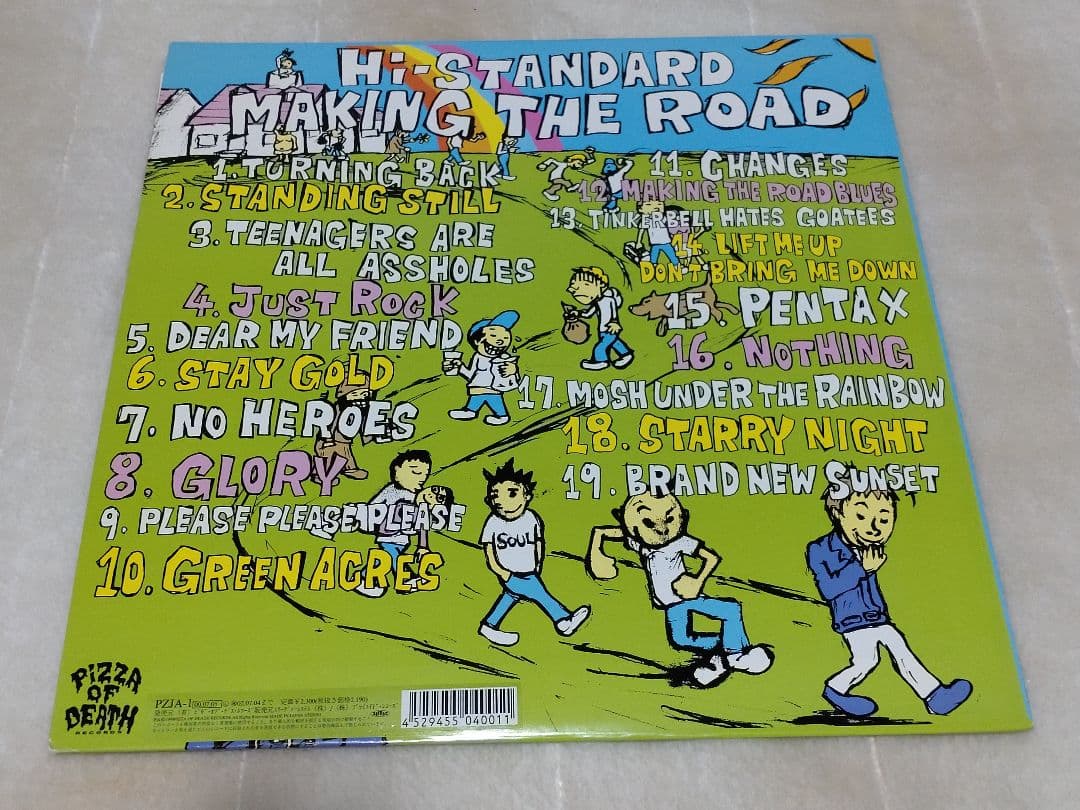 Hi-STANDARD
MAKING THE ROAD
1. TURNING BACK
2. STANDING STILL
3. TEENAGERS ARE
ALL ASSHOLES
4. JUST ROCK
5. DEAR MY FRIEND
6. STAY GOLD
7. NO HEROES
8. GLORY
9. PLEASE PLEASE PLEASE
10. GREEN ACRES
11. CHANGES
12. MAKING THE ROAD BLUES
13. TINKERBELL HATES GOATEES
14. LIFT ME UP
DON'T BRING ME DOWN
15. PENTAX
16. NOTHING
17. MOSH UNDER THE RAINBOW
18. STARRY NIGHT
19. BRAND NEW SUNSET
SOUL
PiZZA
OF
DEATH
RECORDS
PZJA-1
4 529455 040011